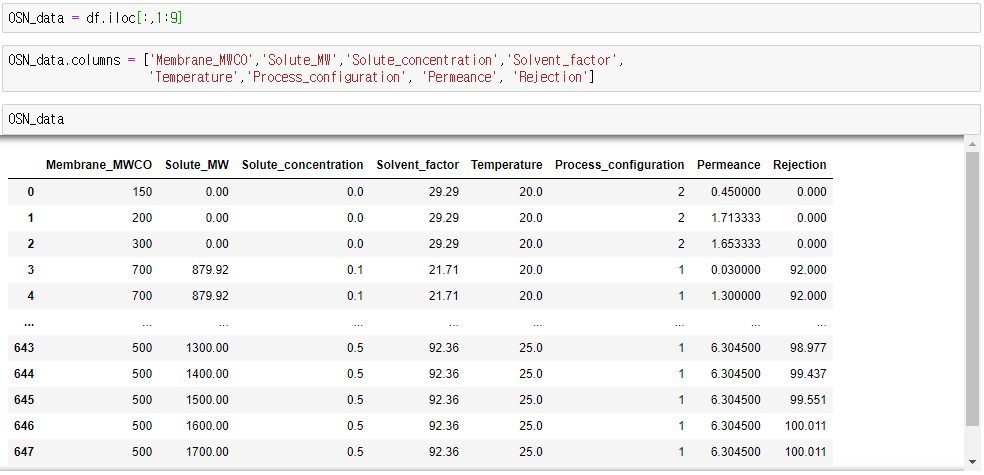 OSN_data = df.iloc[:,1:9]
OSN_data.columns = ['Membrane_MWCO','Solute_MW','Solute_concentration','Solvent_factor',
'Temperature','Process_configuration', 'Permeance', 'Rejection']
OSN_data
Membrane_MWCO Solute_MW Solute_concentration Solvent_factor Temperature Process_configuration Permeance Rejection
0 150 0.00 0.0 29.29 20.0 2 0.450000 0.000
1 200 0.00 0.0 29.29 20.0 2 1.713333 0.000
2 300 0.00 0.0 29.29 20.0 2 1.653333 0.000
3 700 879.92 0.1 21.71 20.0 1 0.030000 92.000
4 700 879.92 0.1 21.71 20.0 1 1.300000 92.000
... ... ... ... ... ... ... ... ...
643 500 1300.00 0.5 92.36 25.0 1 6.304500 98.977
644 500 1400.00 0.5 92.36 25.0 1 6.304500 99.437
645 500 1500.00 0.5 92.36 25.0 1 6.304500 99.551
646 500 1600.00 0.5 92.36 25.0 1 6.304500 100.011
647 500 1700.00 0.5 92.36 25.0 1 6.304500 100.011